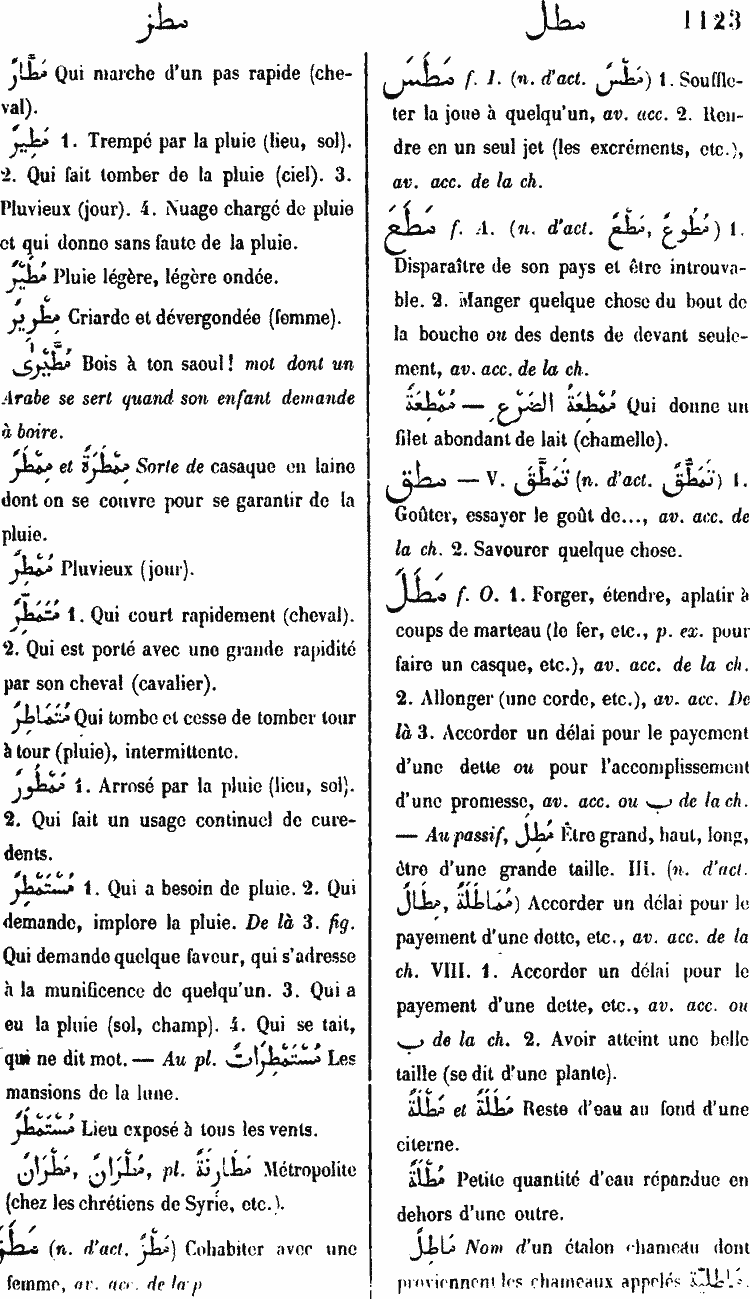 مطز
مطل
1123
مَطَّارٌ Qui marche d'un pas rapide (che-
val).
مَطِيرٌ 1. Trempé par la pluie (lieu, sol).
2. Qui fait tomber de la pluie (ciel). 3.
Pluvieux (jour). 4. Nuage chargé de pluie
et qui donne sans faute de la pluie.
مُطَيْرٌ Pluie légère, légère ondée.
مَطْرِيرٌ Criarde et dévergondée (femme).
مُطَّيْرَى Bois à ton saoul! mot dont un
Arabe se sert quand son enfant demande
à boire.
مِمْطَرٌ et مِمْطَرَةٌ Sorte de casaque en laine
dont on se couvre pour se garantir de la
pluie.
مُمْطِرٌ Pluvieux (jour).
مُتَمَطِّرٌ 1. Qui court rapidement (cheval).
2. Qui est porté avec une grande rapidité
par son cheval (cavalier).
مُتَمَاطِرٌ Qui tombe et cesse de tomber tour
à tour (pluie), intermittente.
مَمْطُورٌ 1. Arrosé par la pluie (lieu, sol).
2. Qui fait un usage continuel de cure-
dents.
مُسْتَمْطِرٌ 1. Qui a besoin de pluie. 2. Qui
demande, implore la pluie. De là 3. fig.
Qui demande quelque faveur, qui s'adresse
à la munificence de quelqu'un. 3. Qui a
eu la pluie (sol, champ). 4. Qui se tait,
qui ne dit mot. — Au pl. مُسْتَمْطِرَاتٌ Les
mansions de la lune.
مُسْتَمْطَرٌ Lieu exposé à tous les vents.
مَطْرَانٌ, مِطْرَانٌ, pl. مَطَارِنَةٌ Métropolite
(chez les chrétiens de Syrie, etc.).
مَطَزَ (n. d'act. مَطْزٌ) Cohabiter avec une
femme, av. acc. de la p
مَطَسَ f. I. (n. d'act. مَطْسٌ) 1. Souffle-
ter la joue à quelqu'un, av. acc. 2. Ren-
dre en un seul jet (les excréments, etc.),
av. acc. de la ch.
مَطَعَ f. A. (n. d'act. مَطْعٌ, مُطُوعٌ) 1.
Disparaître de son pays et être introuva-
ble. 2. Manger quelque chose du bout de
la bouche ou des dents de devant seule-
ment, av. acc. de la ch.
مُمْطِعَةٌ — مُمْطِعَةُ الضَّرْعِ Qui donne un
filet abondant de lait (chamelle).
مطق — V. تَمَطَّقَ (n. d'act. تَمَطُّقٌ) 1.
Goûter, essayer le goût de..., av. acc. de
la ch. 2. Savourer quelque chose.
مَطَلَ f. O. 1. Forger, étendre, aplatir à
coups de marteau (le fer, etc., p. ex. pour
faire un casque, etc.), av. acc. de la ch.
2. Allonger (une corde, etc.), av. acc. De
là 3. Accorder un délai pour le payement
d'une dette ou pour l'accomplissement
d'une promesse, av. acc. ou ب de la ch.
— Au passif, مُطِلَ Être grand, haut, long,
être d'une grande taille. III. (n. d'act.
مُمَاطَلَةٌ, مِطَالٌ) Accorder un délai pour le
payement d'une dette, etc., av. acc. de la
ch. VIII. 1. Accorder un délai pour le
payement d'une dette, etc., av. acc. ou
ب de la ch. 2. Avoir atteint une belle
taille (se dit d'une plante).
مَطْلَةٌ et مَطَلَةٌ Reste d'eau au fond d'une
citerne.
مُطْلَةٌ Petite quantité d'eau répandue en
dehors d'une outre.
مَاطِلٌ Nom d'un étalon chameau dont
proviennent les chameaux appelés مَاطِلِيَّةٌ.